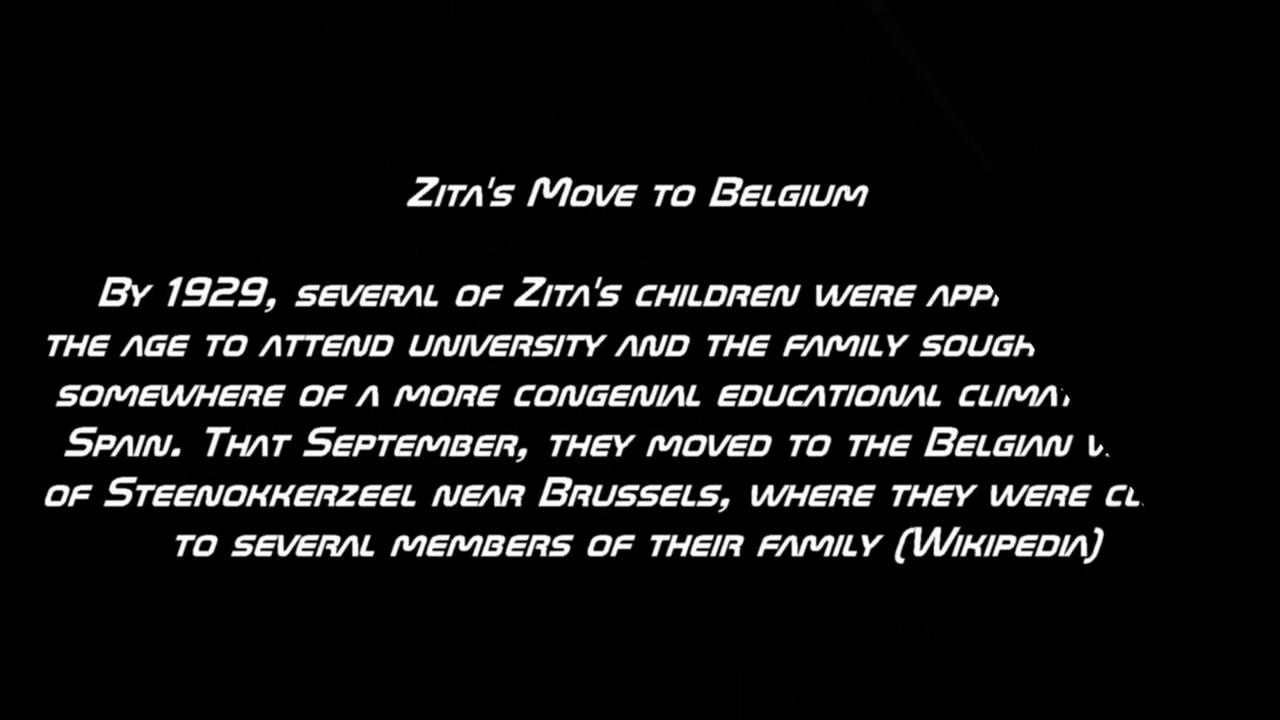 Zita's Move to Belgium
By 1929, several of Zita's children were
the age to attend university and the family
somewhere of a more congenial educational
Spain. That September, they moved to the Belgian
of Steenokkerzeel near Brussels, where they were
to several members of their family (Wikipedia)